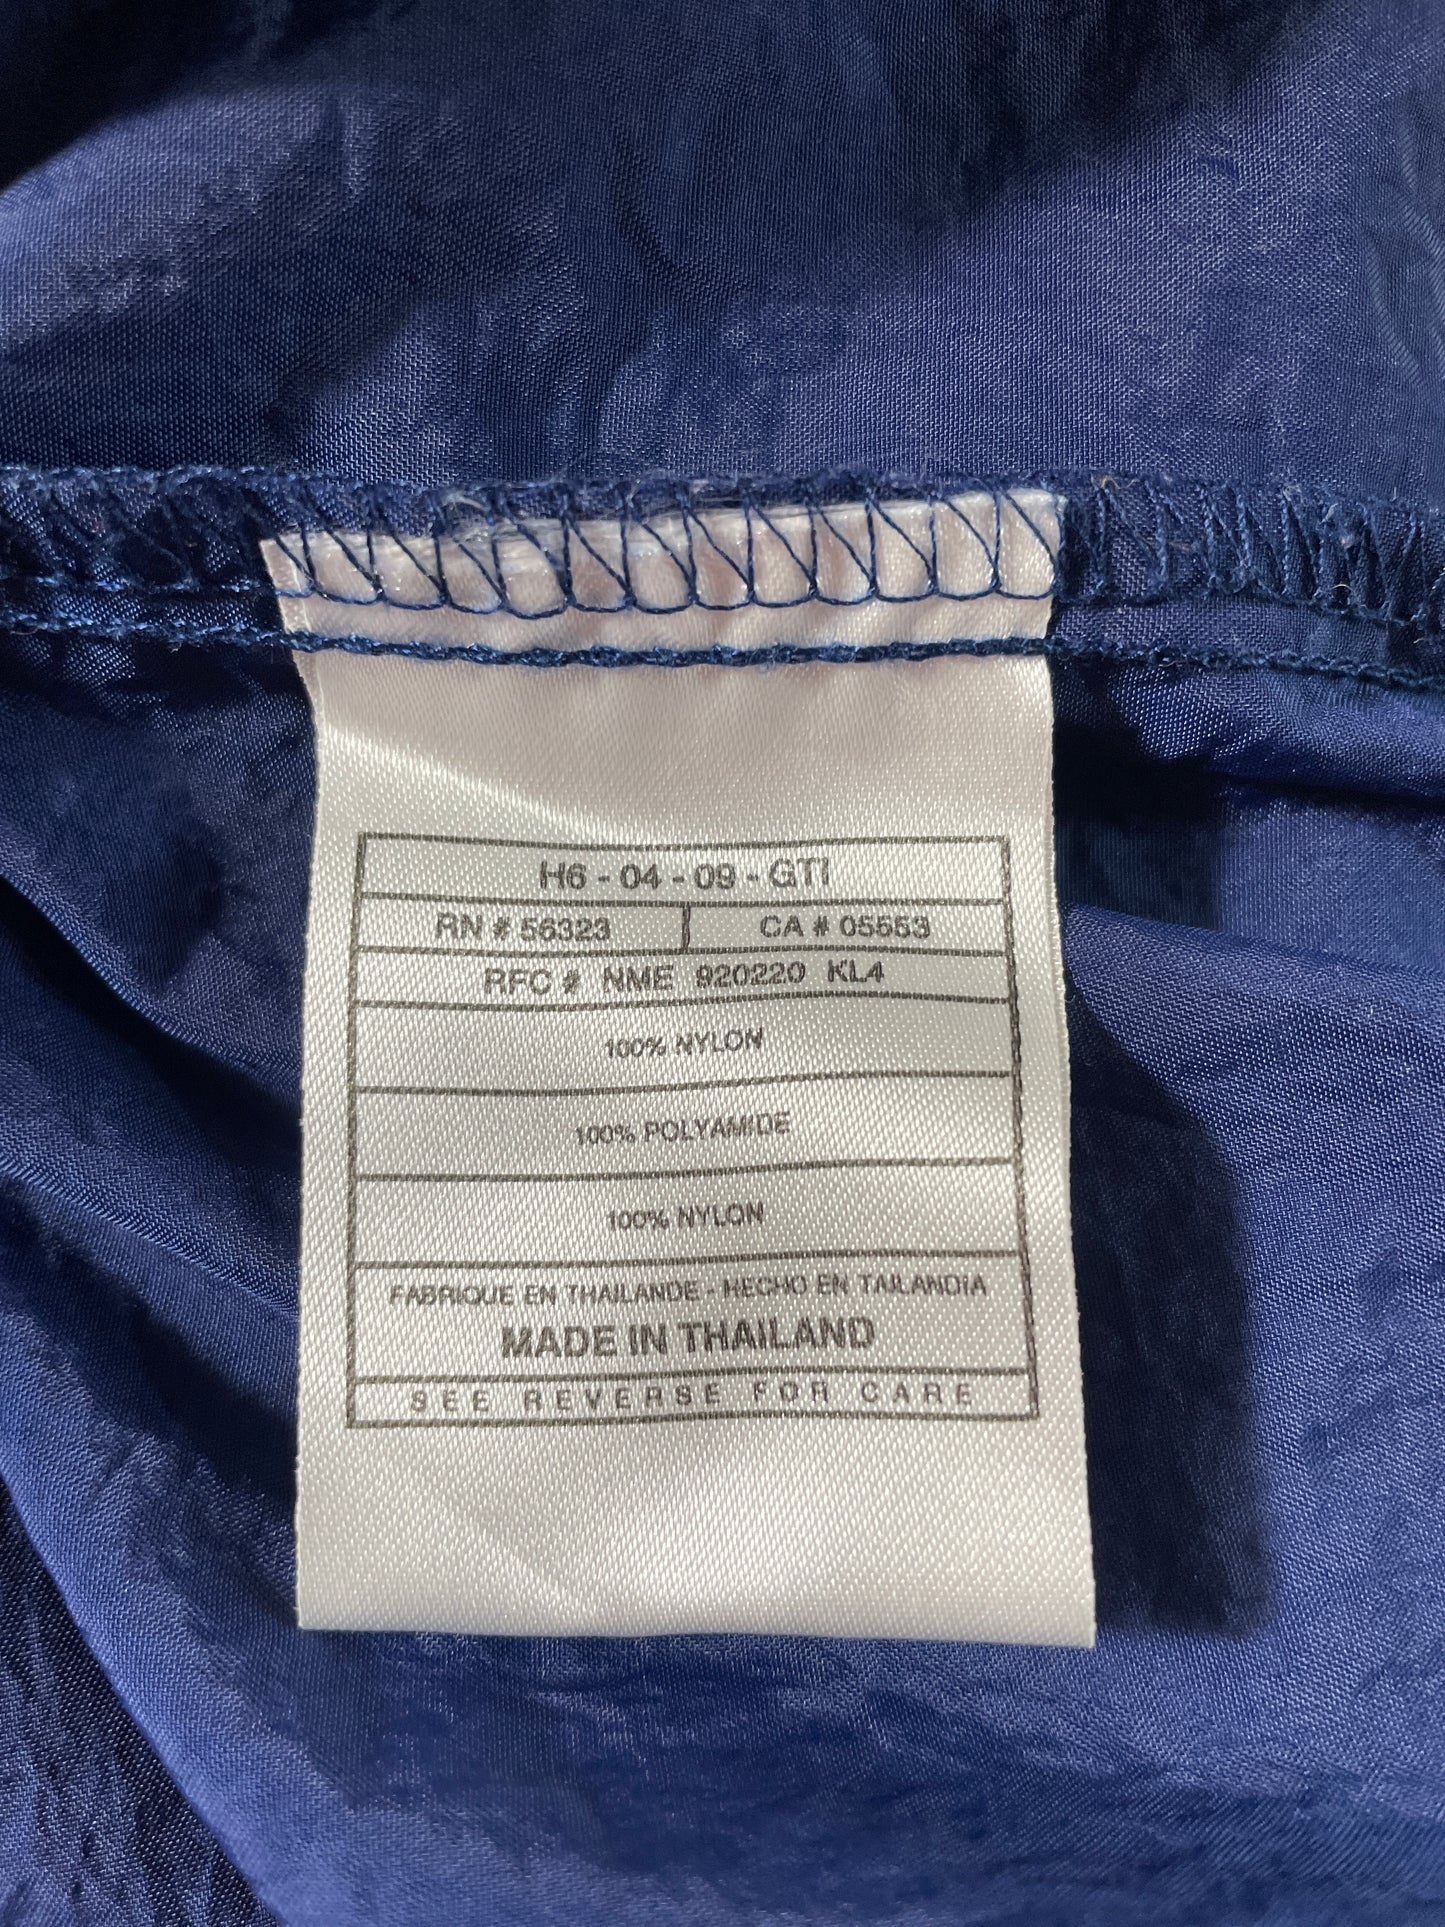 H6 - 04 - 09 - GTI
RN # 56323 CA # 05553
RFC # NME 920220 KL4
100% NYLON
100% POLYAMIDE
100% NYLON
FABRIQUE EN THAILANDE - HECHO EN TAILANDIA
MADE IN THAILAND
SEE REVERSE FOR CARE